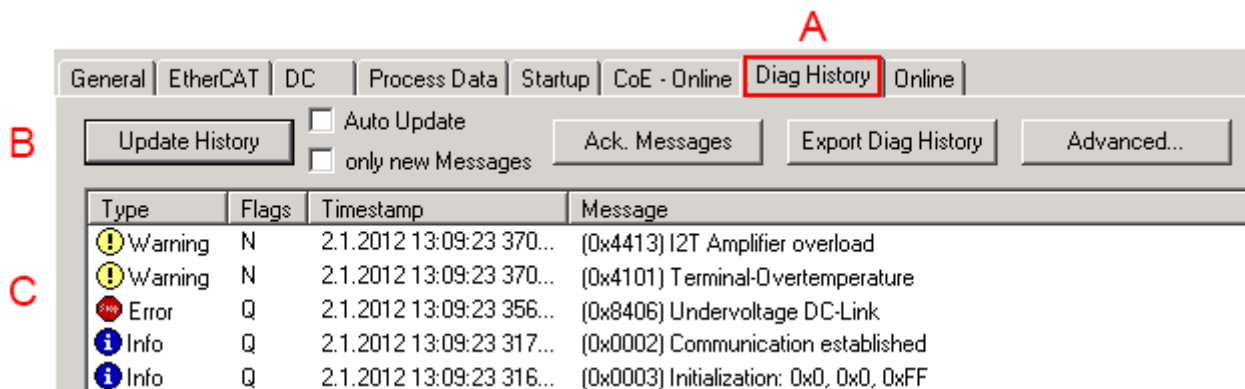 A
General EtherCAT DC Process Data Startup CoE - Online Diag History Online
B
Update History Auto Update Ack. Messages Export Diag History Advanced...
only new Messages
Type Flags Timestamp Message
C
Warning N 2.1.2012 13:09:23 370... (0x4413) I2T Amplifier overload
Warning N 2.1.2012 13:09:23 370... (0x4101) Terminal-Overtemperature
Stop Error Q 2.1.2012 13:09:23 356... (0x8406) Undervoltage DC-Link
Info Q 2.1.2012 13:09:23 317... (0x0002) Communication established
Info Q 2.1.2012 13:09:23 316... (0x0003) Initialization: 0x0, 0x0, 0xFF